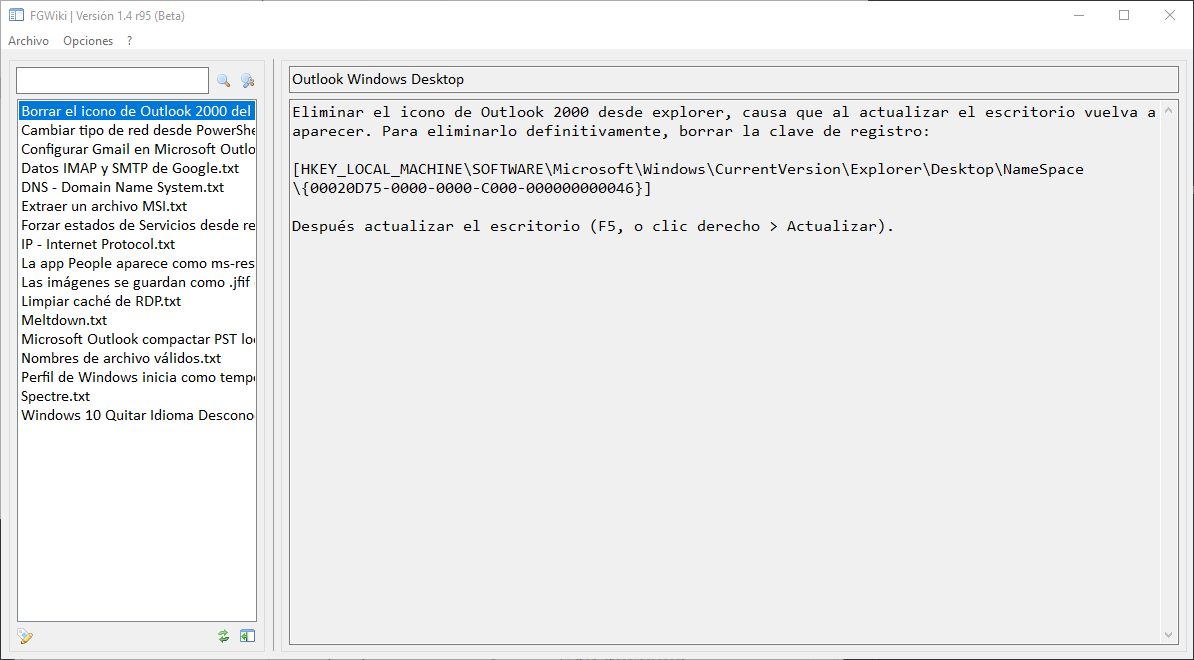 FGWiki | Versión 1.4 r95 (Beta)
Archivo Opciones ?
Outlook Windows Desktop
Borrar el icono de Outlook 2000 del
Cambiar tipo de red desde PowerShe
Configurar Gmail en Microsoft Outlo
Datos IMAP y SMTP de Google.txt
DNS - Domain Name System.txt
Extraer un archivo MSI.txt
Forzar estados de Servicios desde re
IP - Internet Protocol.txt
La app People aparece como ms-res
Las imágenes se guardan como .jfif
Limpiar caché de RDP.txt
Meltdown.txt
Microsoft Outlook compactar PST lo
Nombres de archivo válidos.txt
Perfil de Windows inicia como temp
Spectre.txt
Windows 10 Quitar Idioma Descono
Eliminar el icono de Outlook 2000 desde explorer, causa que al actualizar el escritorio vuelva a
aparecer. Para eliminarlo definitivamente, borrar la clave de registro:
[HKEY_LOCAL_MACHINE\SOFTWARE\Microsoft\Windows\CurrentVersion\Explorer\Desktop\NameSpace
\{00020D75-0000-0000-C000-000000000046}]
Después actualizar el escritorio (F5, o clic derecho > Actualizar).